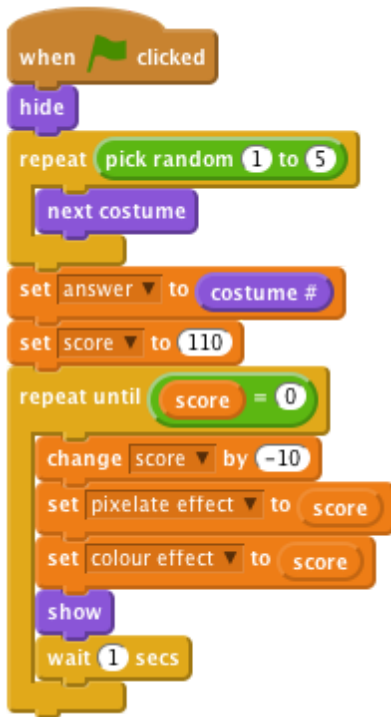 when clicked
hide
repeat pick random 1 to 5
next costume
set answer to costume #
set score to 110
repeat until score = 0
change score by -10
set pixelate effect to score
set colour effect to score
show
wait 1 secs